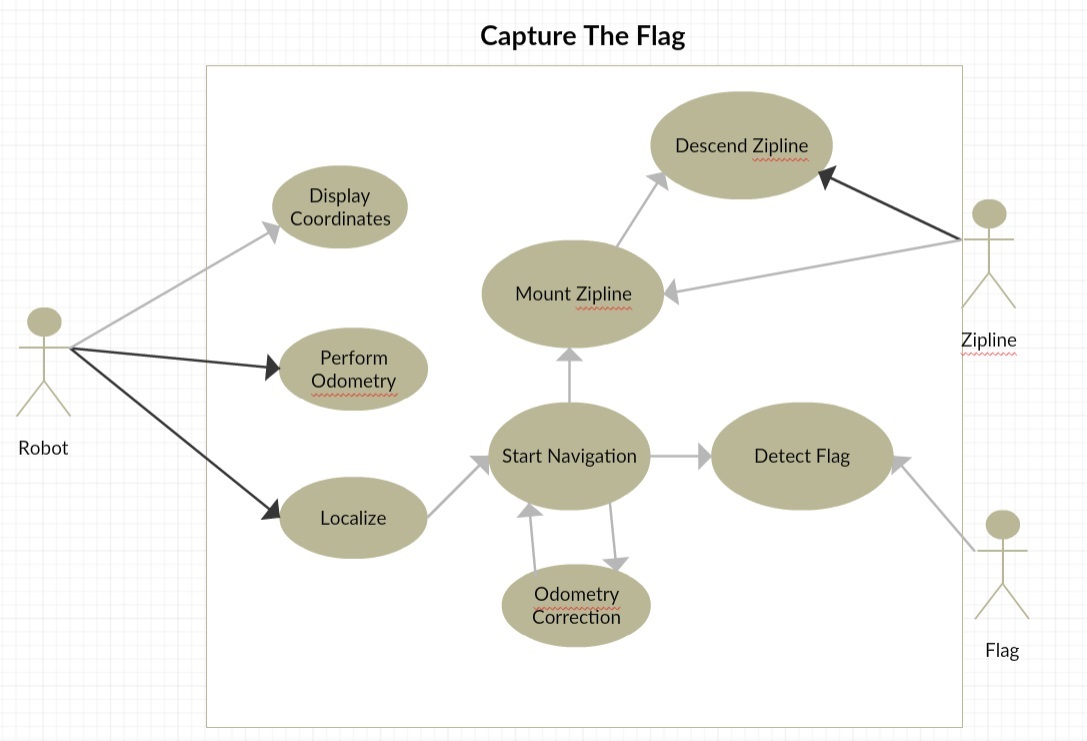 Capture The Flag
Descend Zipline
Display
Coordinates
Mount Zipline
Zipline
Perform
Odometry
Robot
Start Navigation
Detect Flag
Localize
Odometry
Correction
Flag